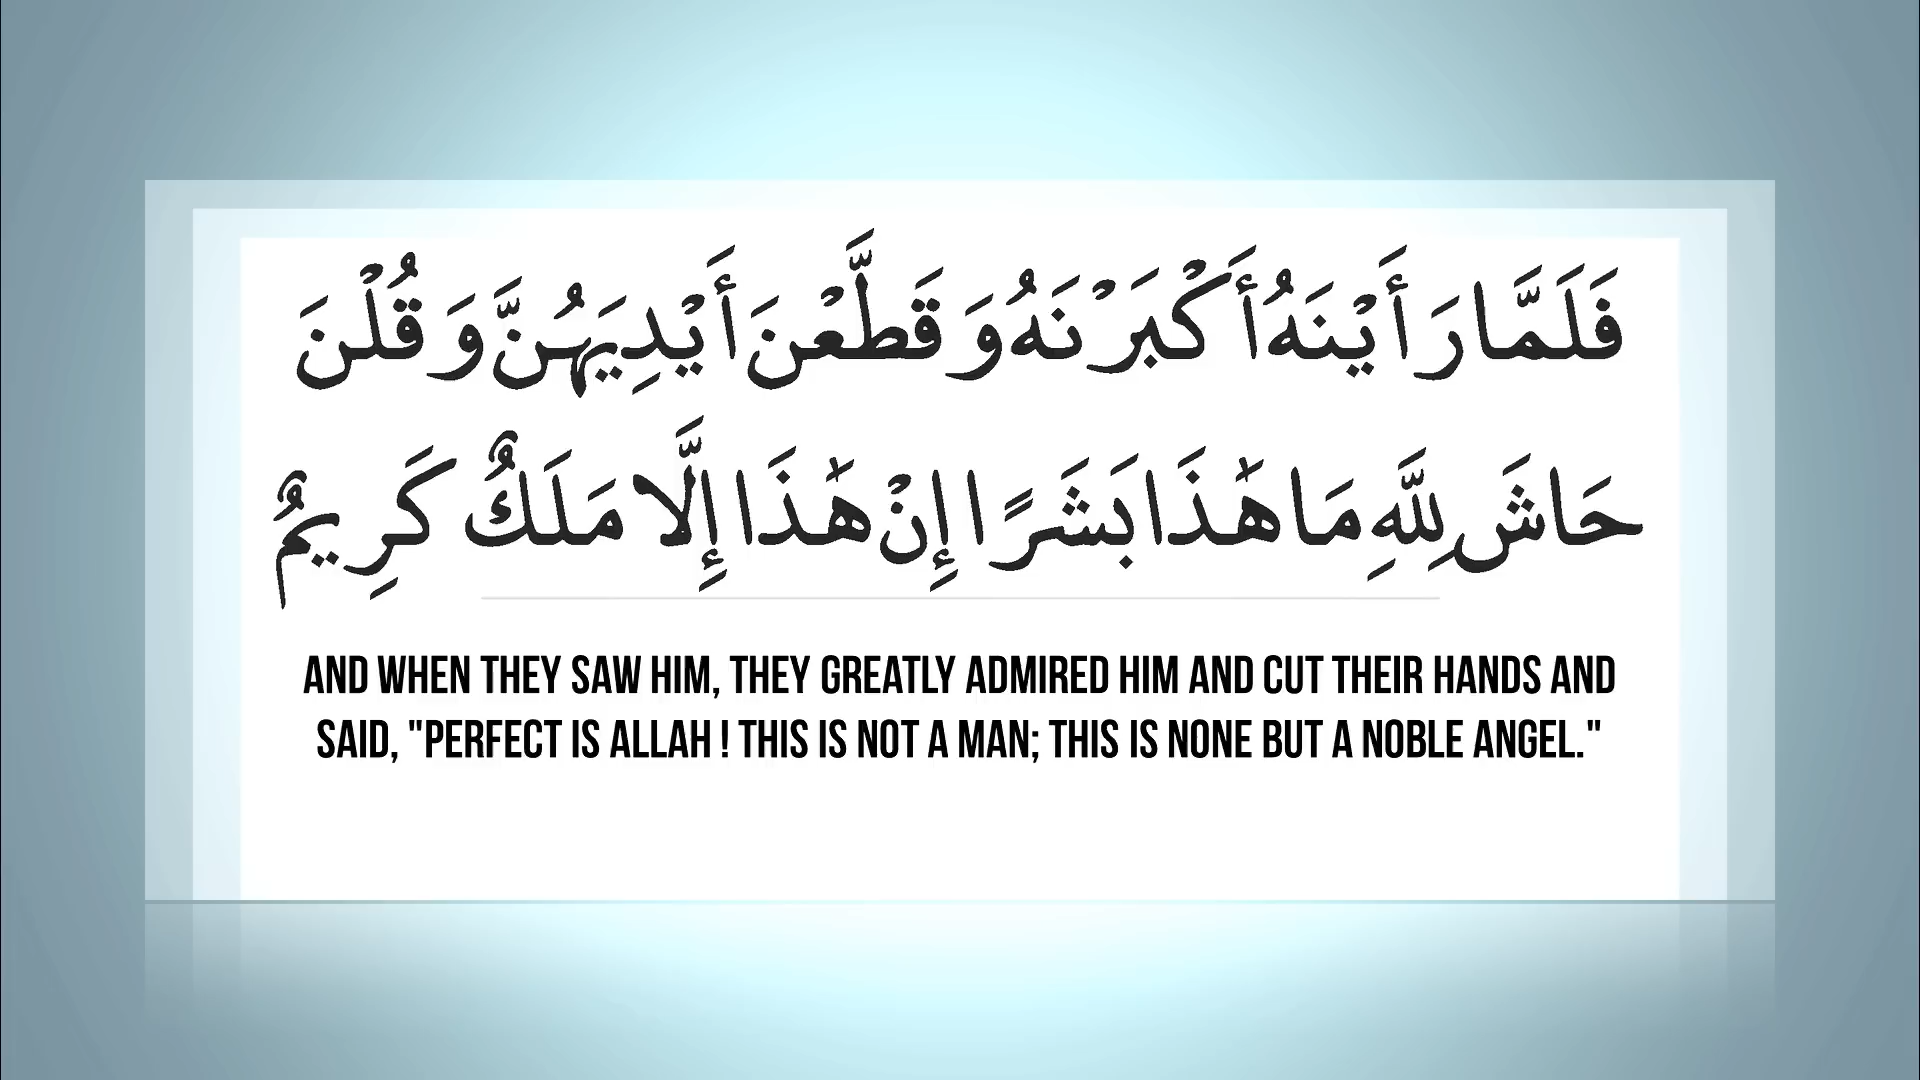 فَلَمَّا رَأَيْنَهُ أَكْبَرْنَهُ وَقَطَّعْنَ أَيْدِيَهُنَّ وَقُلْنَ
حَاشَ لِلَّهِ مَا هَٰذَا بَشَرًا إِنْ هَٰذَا إِلَّا مَلَكٌ كَرِيمٌ
AND WHEN THEY SAW HIM, THEY GREATLY ADMIRED HIM AND CUT THEIR HANDS AND
SAID, "PERFECT IS ALLAH ! THIS IS NOT A MAN; THIS IS NONE BUT A NOBLE ANGEL."